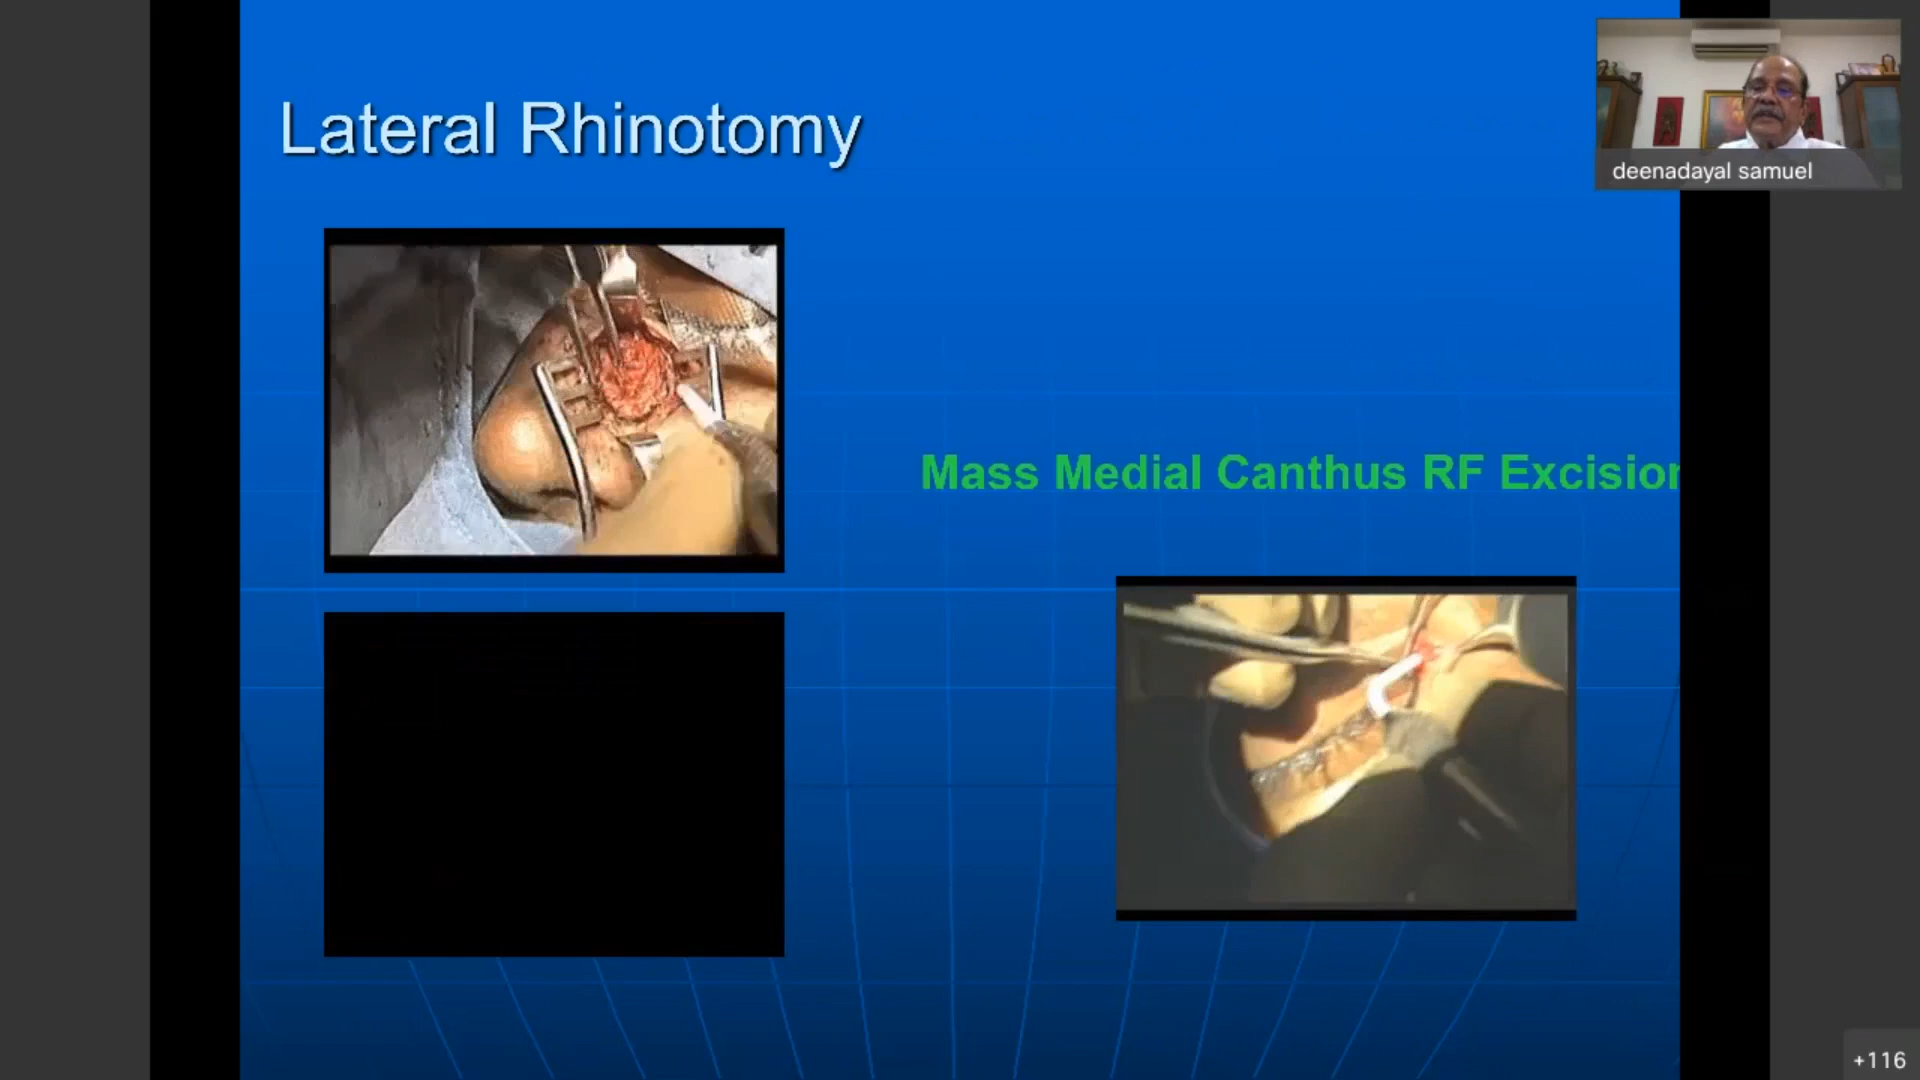 Lateral Rhinotomy
deenadayal samuel
Mass Medial Canthus RF Excision
+116